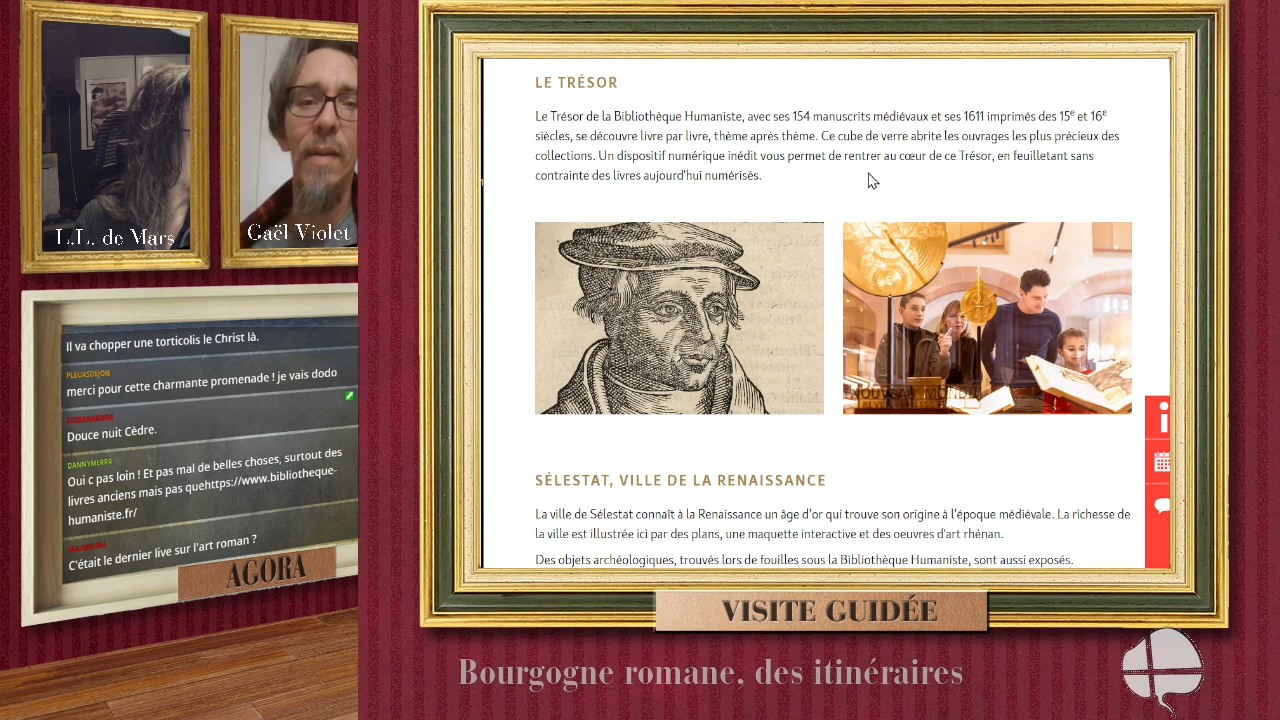 L.L. de Mars
Gaël Violet
Il va chopper une torticolis le Christ là.
PLEURSDEJOIE
merci pour cette charmante promenade ! je vais dodo
Douce nuit Cèdre.
DANNYMERRR
Oui c pas loin ! Et pas mal de belles choses, surtout des
livres anciens mais pas quehttps://www.bibliotheque-
humaniste.fr/
C'était le dernier live sur l'art roman ?
AGORA
LE TRÉSOR
Le Trésor de la Bibliothèque Humaniste, avec ses 154 manuscrits médiévaux et ses 1611 imprimés des 15e et 16e
siècles, se découvre livre par livre, thème après thème. Ce cube de verre abrite les ouvrages les plus précieux des
collections. Un dispositif numérique inédit vous permet de rentrer au cœur de ce Trésor, en feuilletant sans
contrainte des livres aujourd'hui numérisés.
NOUVEAU MONDE
SÉLESTAT, VILLE DE LA RENAISSANCE
La ville de Sélestat connaît à la Renaissance un âge d'or qui trouve son origine à l'époque médiévale. La richesse de
la ville est illustrée ici par des plans, une maquette interactive et des oeuvres d'art rhénan.
Des objets archéologiques, trouvés lors de fouilles sous la Bibliothèque Humaniste, sont aussi exposés.
VISITE GUIDÉE
Bourgogne romane, des itinéraires